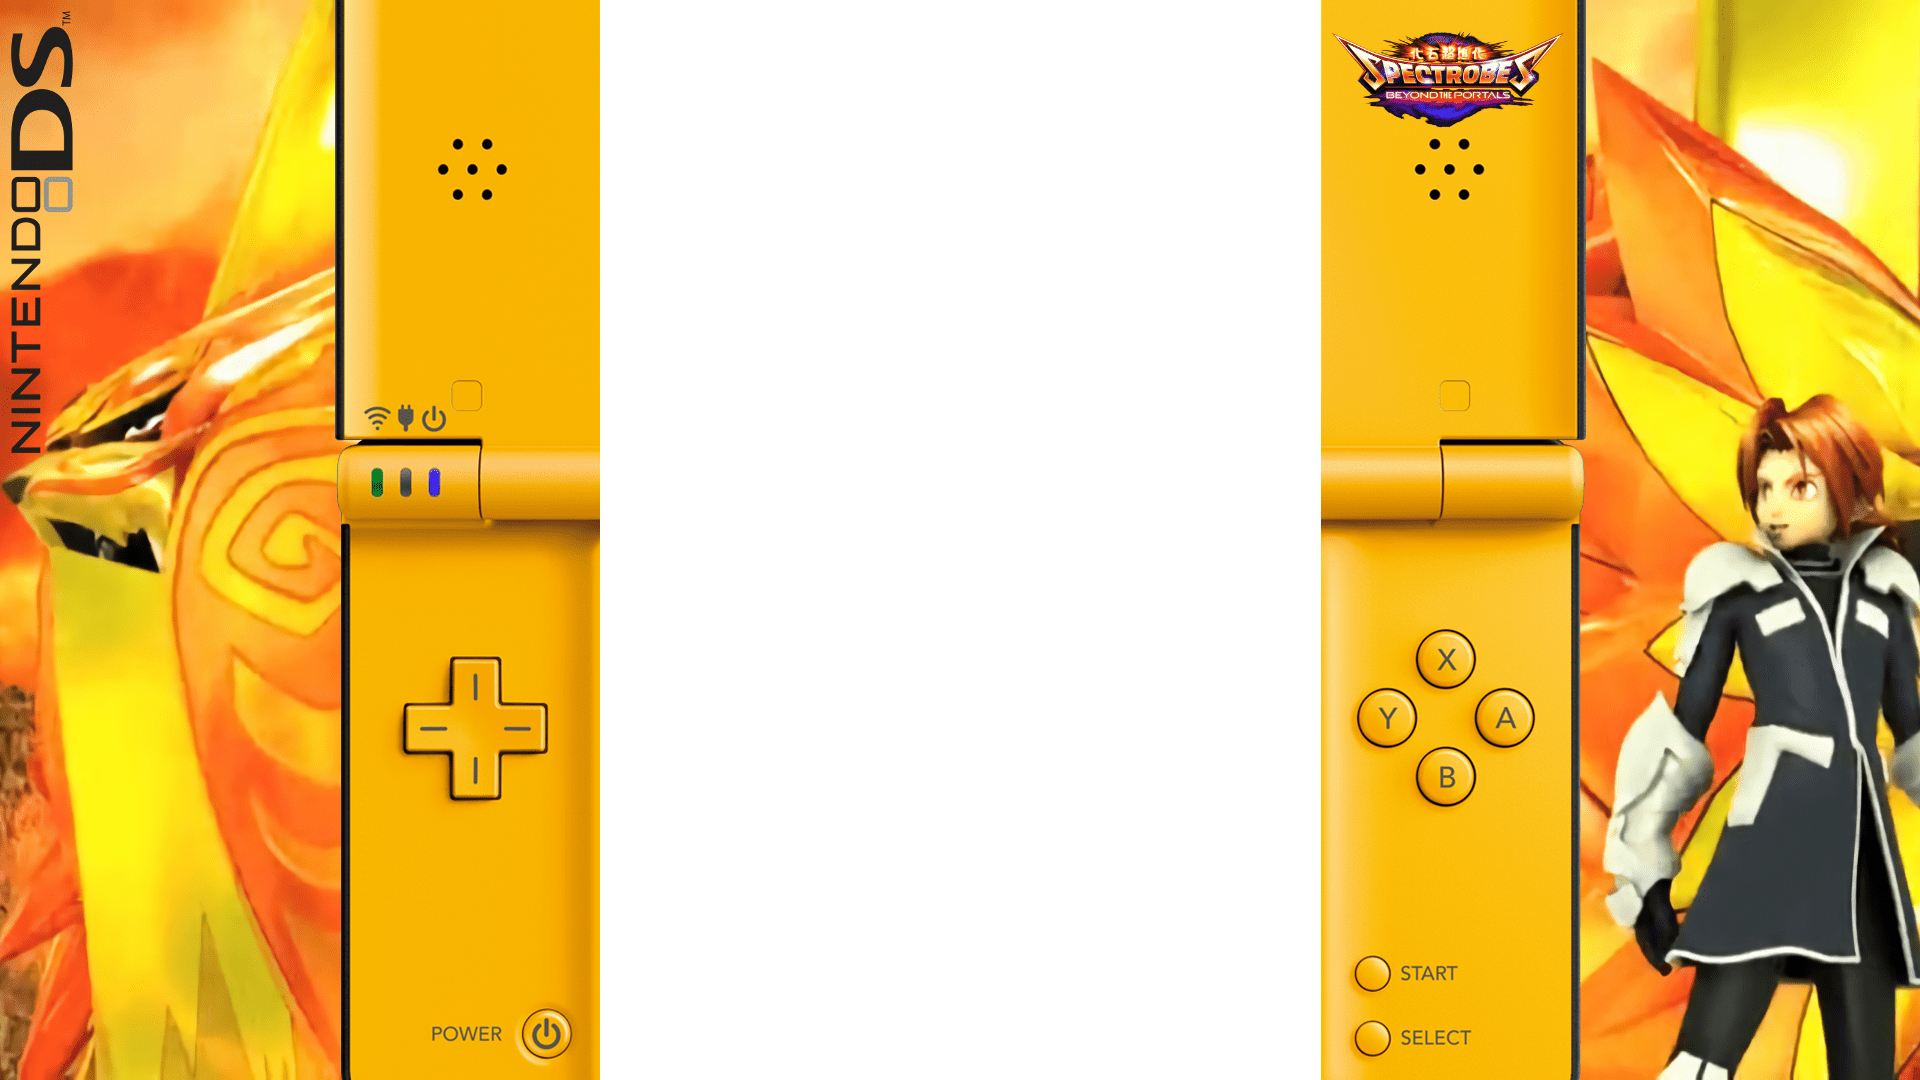 NINTENDO DS™
化石超進化
SPECTROBES
BEYOND THE PORTALS
X
Y
A
B
START
SELECT
POWER